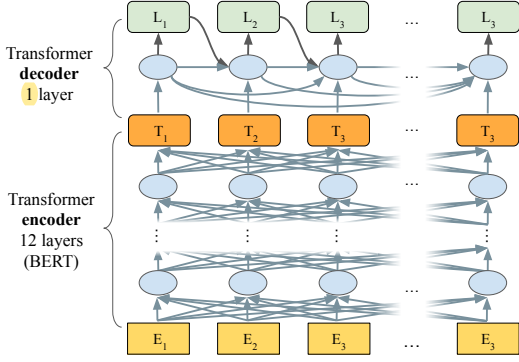 L1 L2 L3 ... L3
Transformer
decoder
1 layer
...
T1 T2 T3 ... T3
Transformer
encoder
12 layers
(BERT)
...
... ... ... ... ...
...
E1 E2 E3 ... E3